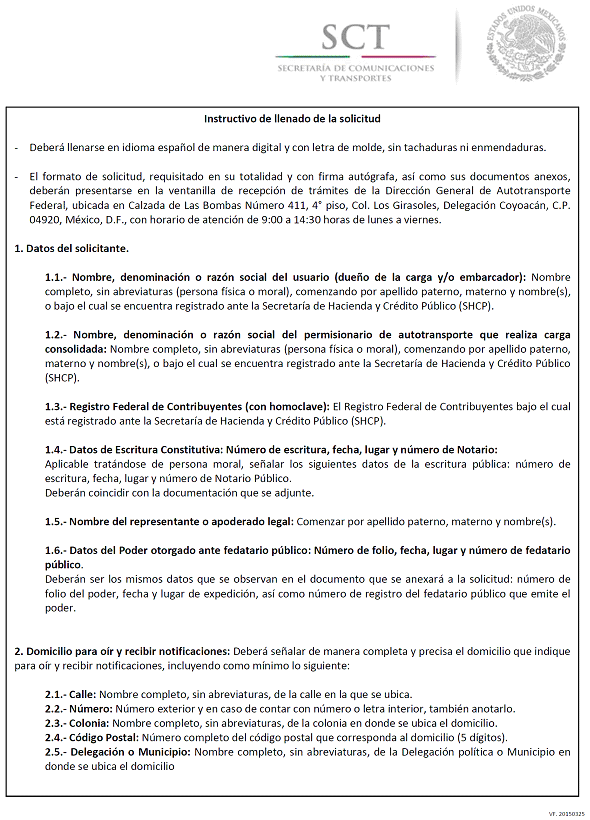 SCT
SECRETARÍA DE COMUNICACIONES
Y TRANSPORTES
ESTADOS UNIDOS MEXICANOS
Instructivo de llenado de la solicitud
- Deberá llenarse en idioma español de manera digital y con letra de molde, sin tachaduras ni enmendaduras.
- El formato de solicitud, requisitado en su totalidad y con firma autógrafa, así como sus documentos anexos,
deberán presentarse en la ventanilla de recepción de trámites de la Dirección General de Autotransporte
Federal, ubicada en Calzada de Las Bombas Número 411, 4° piso, Col. Los Girasoles, Delegación Coyoacán, C.P.
04920, México, D.F., con horario de atención de 9:00 a 14:30 horas de lunes a viernes.
1. Datos del solicitante.
1.1.- Nombre, denominación o razón social del usuario (dueño de la carga y/o embarcador): Nombre
completo, sin abreviaturas (persona física o moral), comenzando por apellido paterno, materno y nombre(s),
o bajo el cual se encuentra registrado ante la Secretaría de Hacienda y Crédito Público (SHCP).
1.2.- Nombre, denominación o razón social del permisionario de autotransporte que realiza carga
consolidada: Nombre completo, sin abreviaturas (persona física o moral), comenzando por apellido paterno,
materno y nombre(s), o bajo el cual se encuentra registrado ante la Secretaría de Hacienda y Crédito Público
(SHCP).
1.3.- Registro Federal de Contribuyentes (con homoclave): El Registro Federal de Contribuyentes bajo el cual
está registrado ante la Secretaría de Hacienda y Crédito Público (SHCP).
1.4.- Datos de Escritura Constitutiva: Número de escritura, fecha, lugar y número de Notario:
Aplicable tratándose de persona moral, señalar los siguientes datos de la escritura pública: número de
escritura, fecha, lugar y número de Notario Público.
Deberán coincidir con la documentación que se adjunte.
1.5.- Nombre del representante o apoderado legal: Comenzar por apellido paterno, materno y nombre(s).
1.6.- Datos del Poder otorgado ante fedatario público: Número de folio, fecha, lugar y número de fedatario
público.
Deberán ser los mismos datos que se observan en el documento que se anexará a la solicitud: número de
folio del poder, fecha y lugar de expedición, así como número de registro del fedatario público que emite el
poder.
2. Domicilio para oír y recibir notificaciones: Deberá señalar de manera completa y precisa el domicilio que indique
para oír y recibir notificaciones, incluyendo como mínimo lo siguiente:
2.1.- Calle: Nombre completo, sin abreviaturas, de la calle en la que se ubica.
2.2.- Número: Número exterior y en caso de contar con número o letra interior, también anotarlo.
2.3.- Colonia: Nombre completo, sin abreviaturas, de la colonia en donde se ubica el domicilio.
2.4.- Código Postal: Número completo del código postal que corresponda al domicilio (5 dígitos).
2.5.- Delegación o Municipio: Nombre completo, sin abreviaturas, de la Delegación política o Municipio en
donde se ubica el domicilio
VF. 20150325